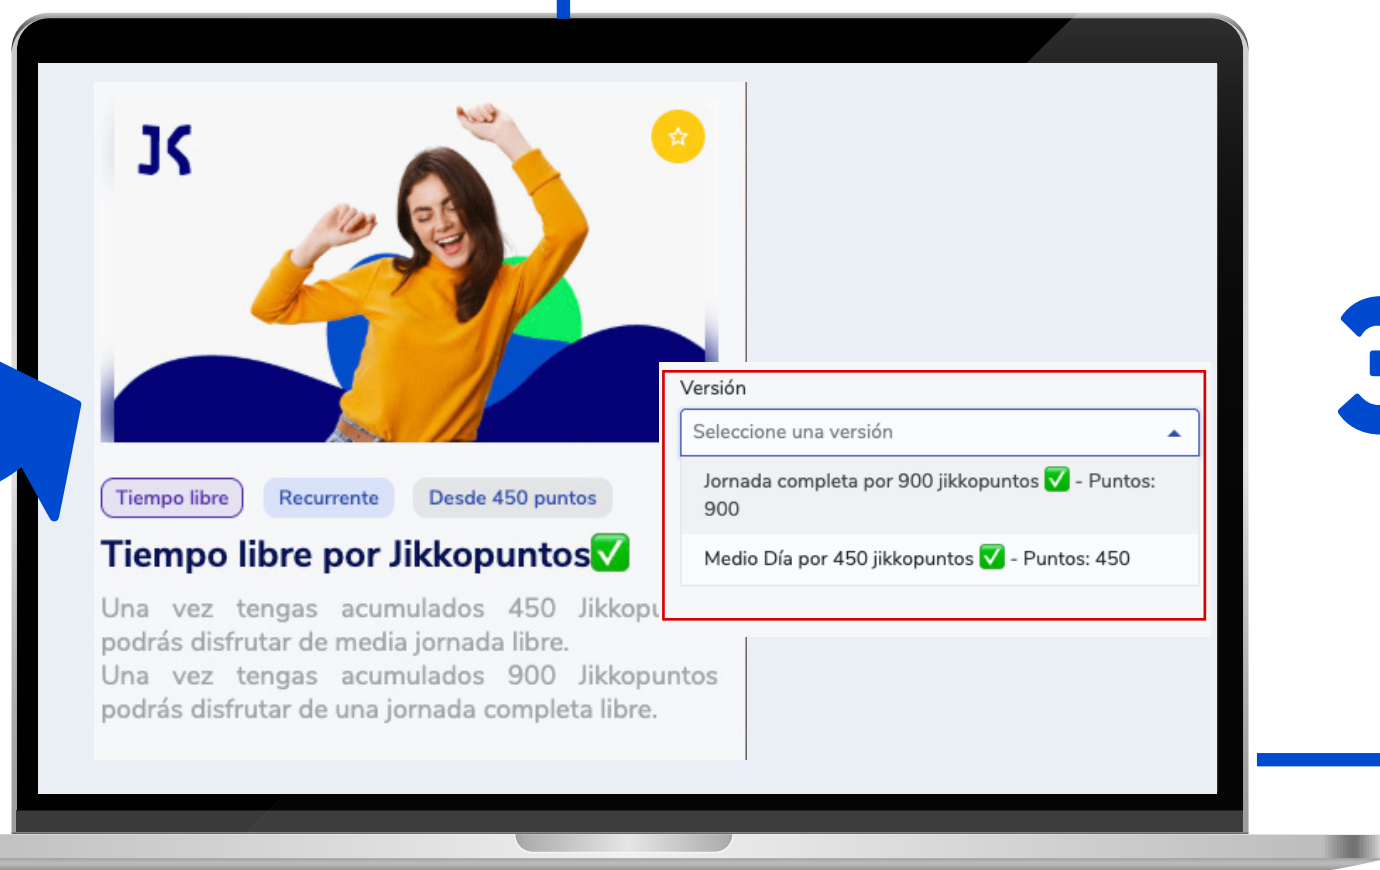 JK
Tiempo libre
Recurrente
Desde 450 puntos
Tiempo libre por Jikkopuntos✅
Una vez tengas acumulados 450
podrás disfrutar de media jornada libre.
Una vez tengas acumulados 900 Jikkopuntos
podrás disfrutar de una jornada completa libre.
Versión
Seleccione una versión
Jornada completa por 900 jikkopuntos ✅ - Puntos:
900
Medio Día por 450 jikkopuntos ✅ - Puntos: 450
3